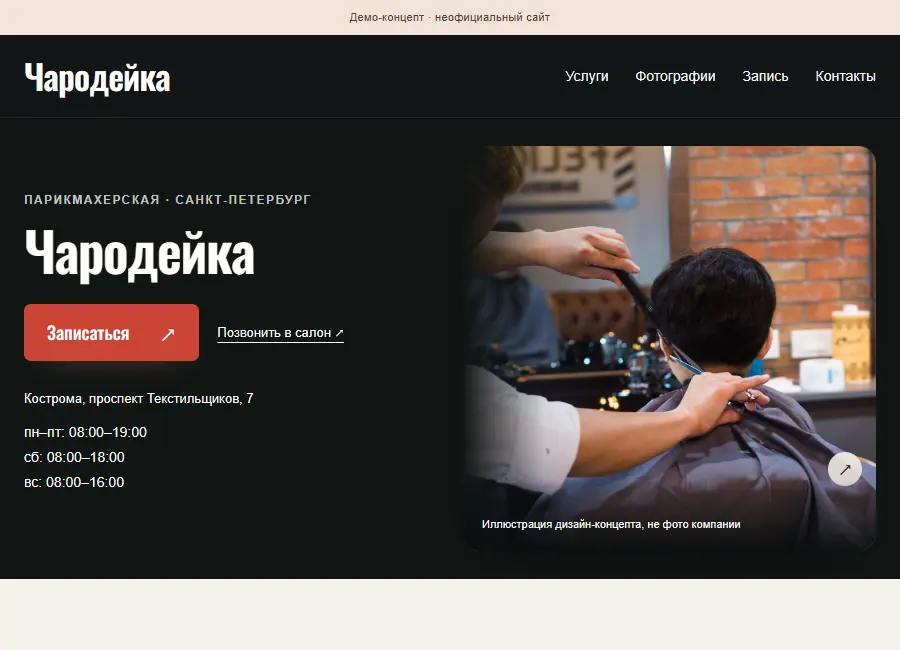 Демо-концепт · неофициальный сайт
Чародейка
Услуги Фотографии Запись Контакты
ПАРИКМАХЕРСКАЯ · САНКТ-ПЕТЕРБУРГ
Чародейка
Записаться ↗
Позвонить в салон ↗
Кострома, проспект Текстильщиков, 7
пн–пт: 08:00–19:00
сб: 08:00–18:00
вс: 08:00–16:00
↗
Иллюстрация дизайн-концепта, не фото компании